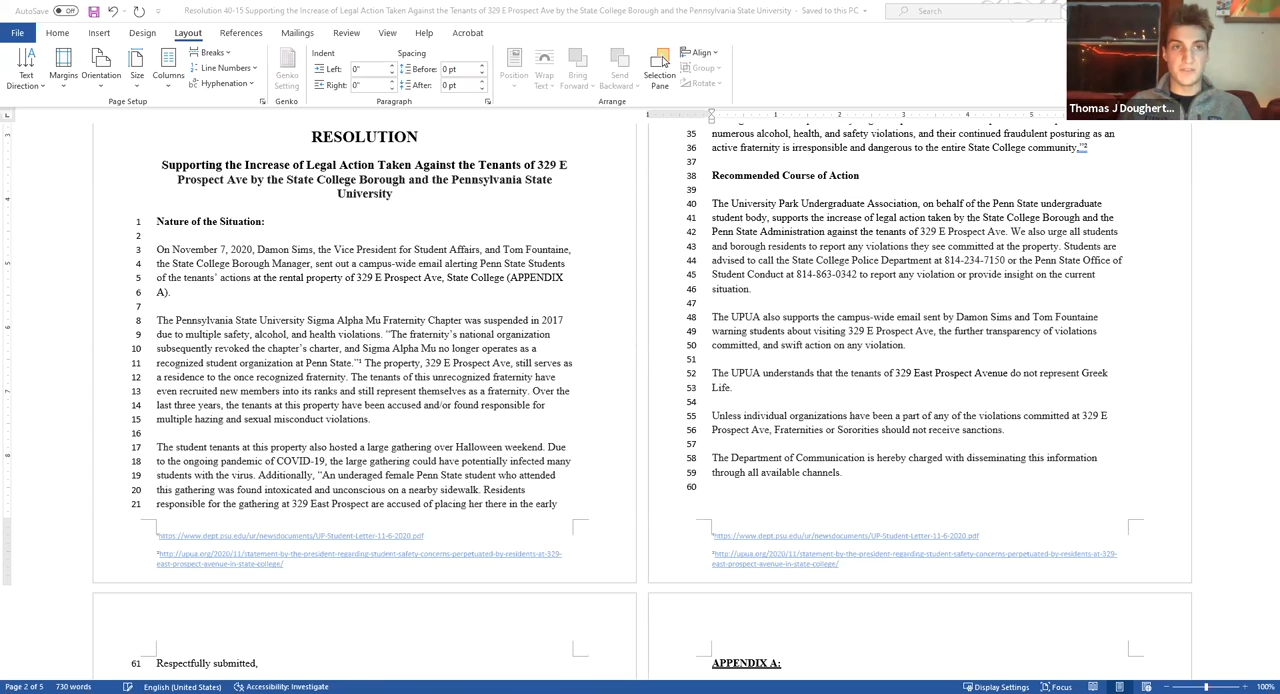 AutoSave Off
Resolution 40-15 Supporting the Increase of Legal Action Taken Against the Tenants of 329 E Prospect Ave by the State College Borough and the Pennsylvania State University - Saved to this PC
Search
File Home Insert Design Layout References Mailings Review View Help Acrobat
Text Direction
Margins
Orientation
Size
Columns
Breaks
Line Numbers
Hyphenation
Page Setup
Genko Setting
Genko
Indent
Left: 0"
Right: 0"
Spacing
Before: 0 pt
After: 0 pt
Paragraph
Position
Wrap Text
Bring Forward
Send Backward
Selection Pane
Align
Group
Rotate
Arrange
Thomas J Doughert...
RESOLUTION
Supporting the Increase of Legal Action Taken Against the Tenants of 329 E
Prospect Ave by the State College Borough and the Pennsylvania State
University
1 Nature of the Situation:
2
3 On November 7, 2020, Damon Sims, the Vice President for Student Affairs, and Tom Fountaine,
4 the State College Borough Manager, sent out a campus-wide email alerting Penn State Students
5 of the tenants' actions at the rental property of 329 E Prospect Ave, State College (APPENDIX
6 A).
7
8 The Pennsylvania State University Sigma Alpha Mu Fraternity Chapter was suspended in 2017
9 due to multiple safety, alcohol, and health violations. “The fraternity's national organization
10 subsequently revoked the chapter's charter, and Sigma Alpha Mu no longer operates as a
11 recognized student organization at Penn State.”¹ The property, 329 E Prospect Ave, still serves as
12 a residence to the once recognized fraternity. The tenants of this unrecognized fraternity have
13 even recruited new members into its ranks and still represent themselves as a fraternity. Over the
14 last three years, the tenants at this property have been accused and/or found responsible for
15 multiple hazing and sexual misconduct violations.
16
17 The student tenants at this property also hosted a large gathering over Halloween weekend. Due
18 to the ongoing pandemic of COVID-19, the large gathering could have potentially infected many
19 students with the virus. Additionally, “An underaged female Penn State student who attended
20 this gathering was found intoxicated and unconscious on a nearby sidewalk. Residents
21 responsible for the gathering at 329 East Prospect are accused of placing her there in the early
¹https://www.dept.psu.edu/ur/newsdocuments/UP-Student-Letter-11-6-2020.pdf
²http://upua.org/2020/11/statement-by-the-president-regarding-student-safety-concerns-perpetuated-by-residents-at-329-
east-prospect-avenue-in-state-college/
35 numerous alcohol, health, and safety violations, and their continued fraudulent posturing as an
36 active fraternity is irresponsible and dangerous to the entire State College community.”²
37
38 Recommended Course of Action
39
40 The University Park Undergraduate Association, on behalf of the Penn State undergraduate
41 student body, supports the increase of legal action taken by the State College Borough and the
42 Penn State Administration against the tenants of 329 E Prospect Ave. We also urge all students
43 and borough residents to report any violations they see committed at the property. Students are
44 advised to call the State College Police Department at 814-234-7150 or the Penn State Office of
45 Student Conduct at 814-863-0342 to report any violation or provide insight on the current
46 situation.
47
48 The UPUA also supports the campus-wide email sent by Damon Sims and Tom Fountaine
49 warning students about visiting 329 E Prospect Ave, the further transparency of violations
50 committed, and swift action on any violation.
51
52 The UPUA understands that the tenants of 329 East Prospect Avenue do not represent Greek
53 Life.
54
55 Unless individual organizations have been a part of any of the violations committed at 329 E
56 Prospect Ave, Fraternities or Sororities should not receive sanctions.
57
58 The Department of Communication is hereby charged with disseminating this information
59 through all available channels.
60
¹https://www.dept.psu.edu/ur/newsdocuments/UP-Student-Letter-11-6-2020.pdf
²http://upua.org/2020/11/statement-by-the-president-regarding-student-safety-concerns-perpetuated-by-residents-at-329-
east-prospect-avenue-in-state-college/
61 Respectfully submitted,
APPENDIX A:
Page 2 of 5 730 words English (United States) Accessibility: Investigate Display Settings Focus 100%